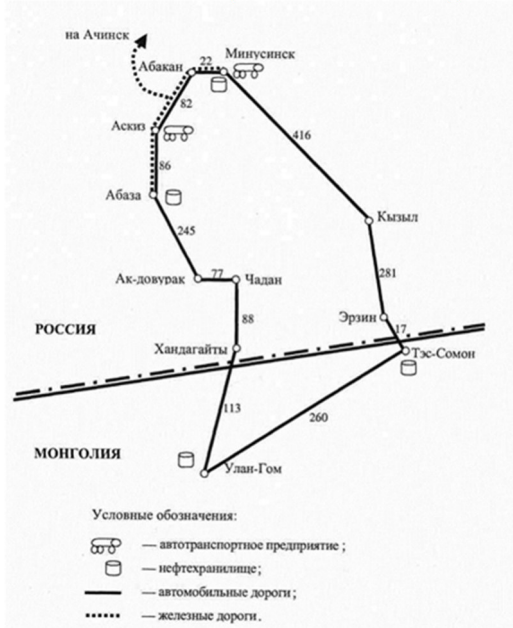 на Ачинск
22
Минусинск
Абакан
82
Аскиз
416
86
Абаза
Кызыл
245
Ак-довурак
77
Чадан
281
88
Эрзин
17
РОССИЯ
Хандагайты
Тэс-Сомон
113
260
МОНГОЛИЯ
Улан-Гом
Условные обозначения:
— автотранспортное предприятие;
— нефтехранилище;
— автомобильные дороги;
— железные дороги.